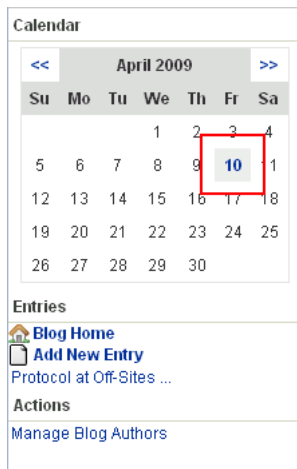 Calendar
<< April 2009 >>
Su Mo Tu We Th Fr Sa
1 2 3 4
5 6 7 8 9 10 11
12 13 14 15 16 17 18
19 20 21 22 23 24 25
26 27 28 29 30
Entries
Blog Home
Add New Entry
Protocol at Off-Sites ...
Actions
Manage Blog Authors